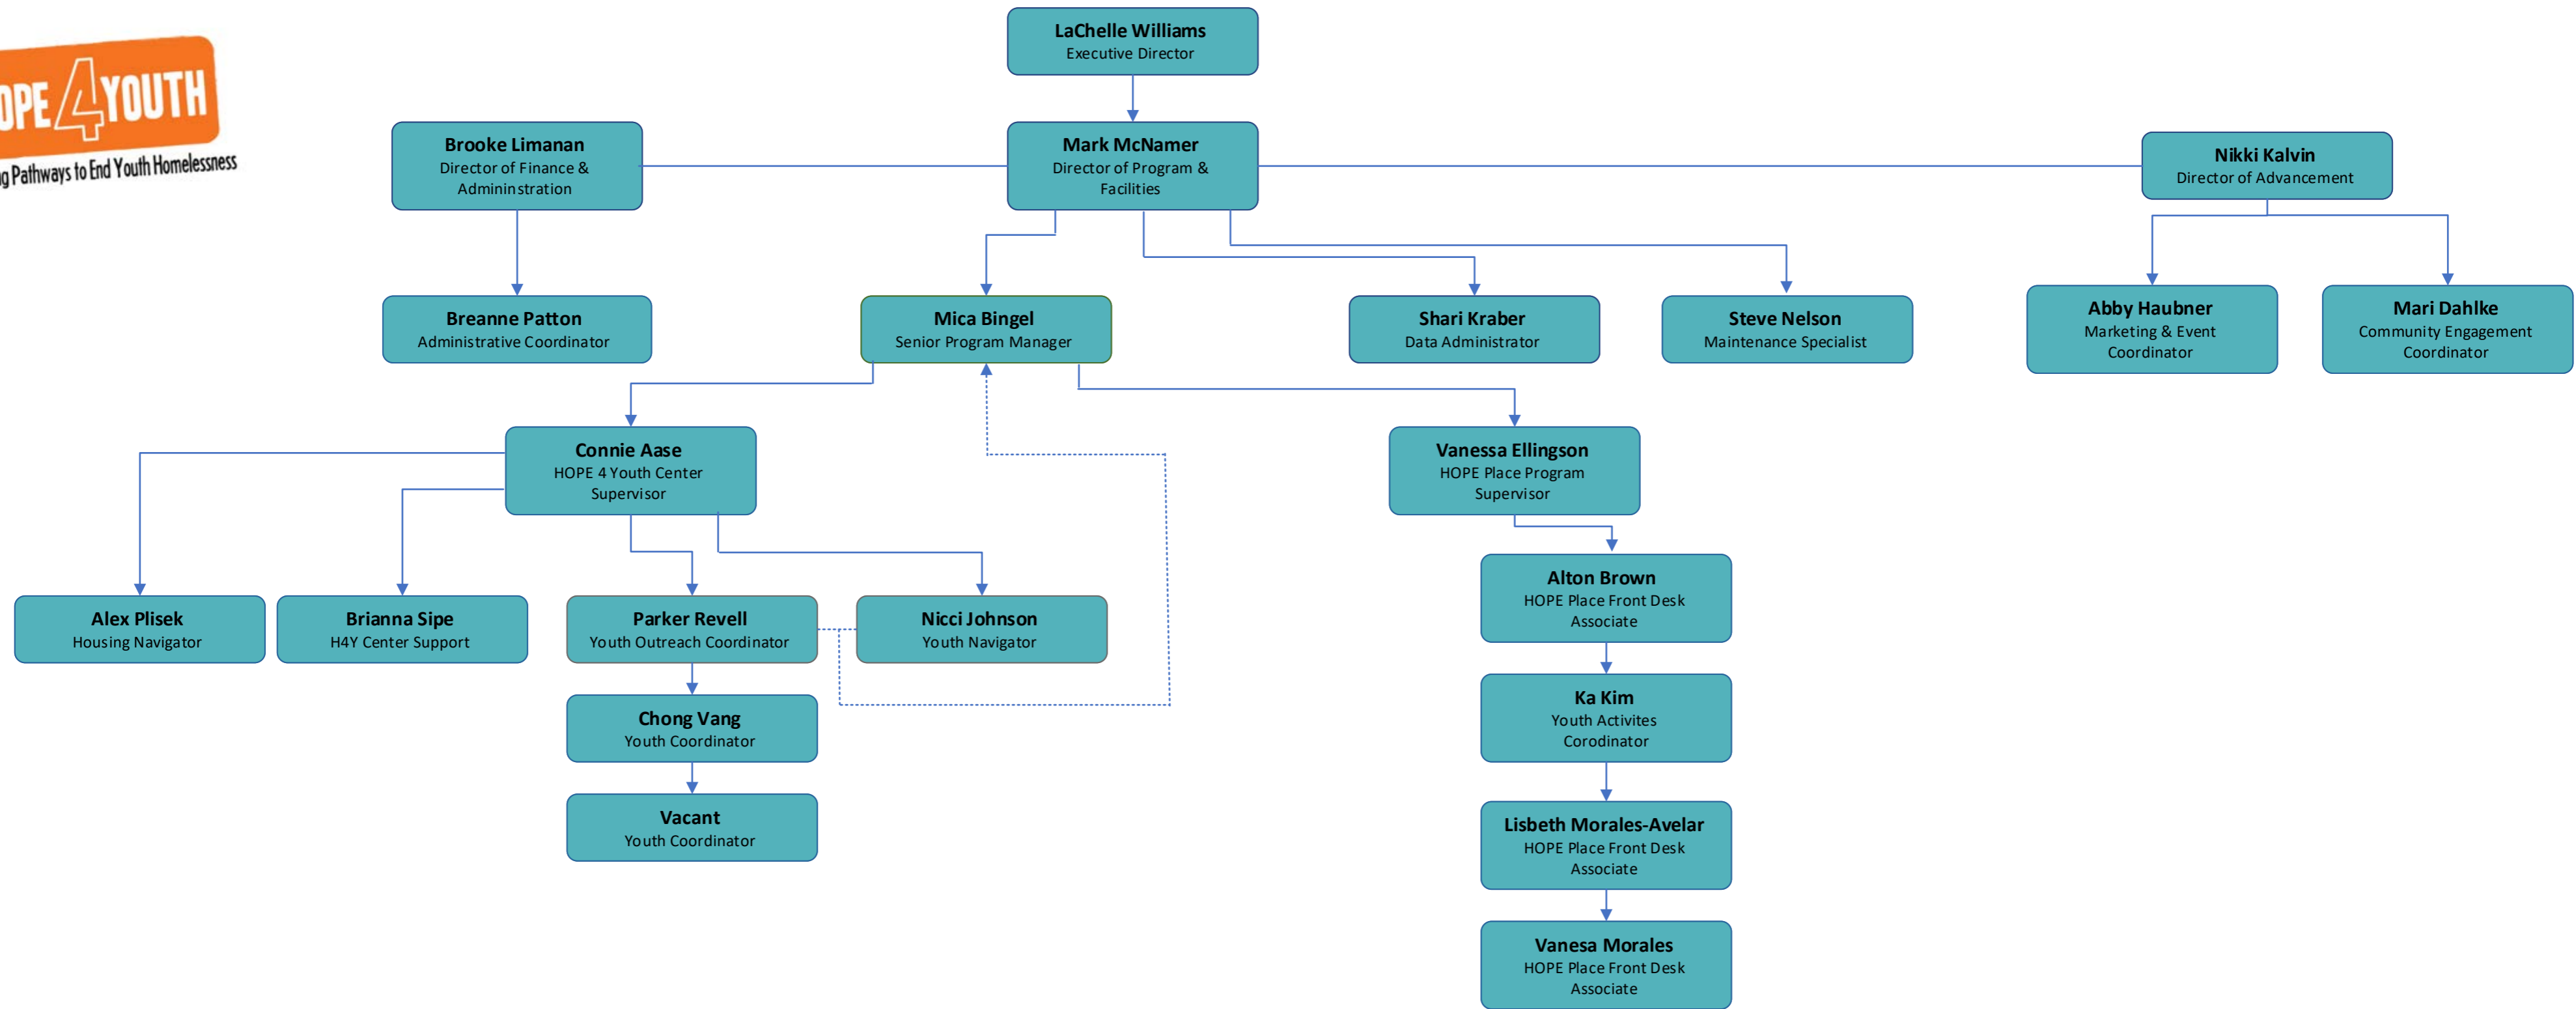 LaChelle Williams
Executive Director
OPE 4 YOUTH
Pathways to End Youth Homelessness
Brooke Limanan
Director of Finance &
Admininstration
Mark McNamer
Director of Program &
Facilities
Nikki Kalvin
Director of Advancement
Breanne Patton
Administrative Coordinator
Mica Bingel
Senior Program Manager
Shari Kraber
Data Administrator
Steve Nelson
Maintenance Specialist
Abby Haubner
Marketing & Event
Coordinator
Mari Dahlke
Community Engagement
Coordinator
Connie Aase
HOPE 4 Youth Center
Supervisor
Vanessa Ellingson
HOPE Place Program
Supervisor
Alton Brown
HOPE Place Front Desk
Associate
Alex Plisek
Housing Navigator
Brianna Sipe
H4Y Center Support
Parker Revell
Youth Outreach Coordinator
Nicci Johnson
Youth Navigator
Ka Kim
Youth Activites
Corodinator
Chong Vang
Youth Coordinator
Vacant
Youth Coordinator
Lisbeth Morales-Avelar
HOPE Place Front Desk
Associate
Vanesa Morales
HOPE Place Front Desk
Associate